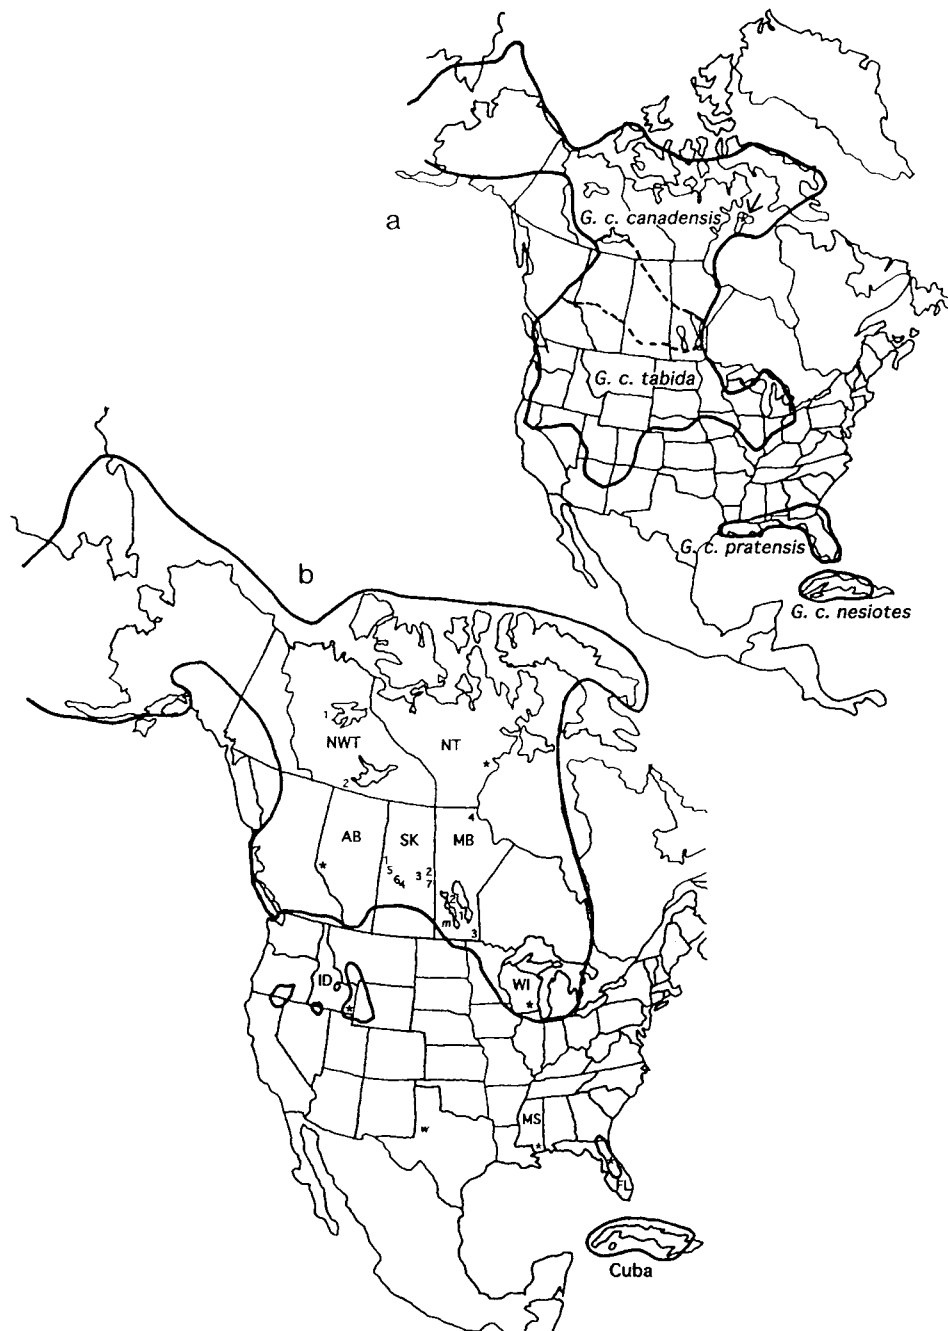 a
G. c. canadensis
G. c. tabida
G. c. pratensis
G. c. nesiotes
b
1
NWT
NT
*
2
AB
SK
MB
4
*
1
5
6
4
3
2
7
2
1
m
3
ID
*
WI
*
w
MS
*
FL
Cuba